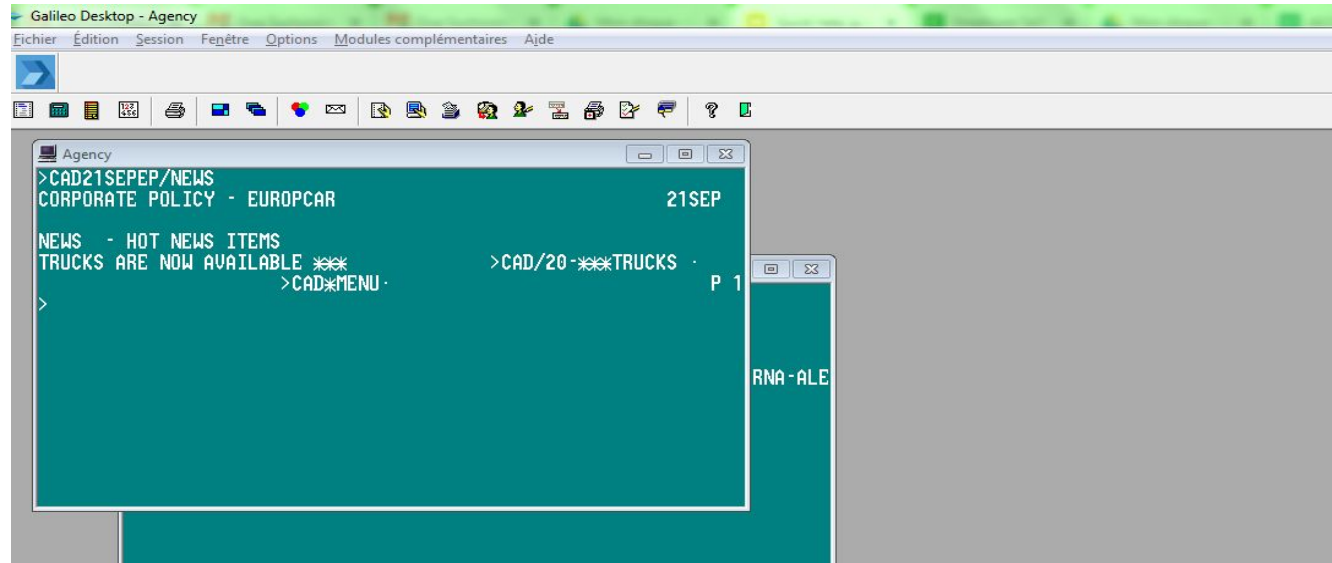 Galileo Desktop - Agency
Fichier Édition Session Fenêtre Options Modules complémentaires Aide
Agency
>CAD21SEPEP/NEWS
CORPORATE POLICY - EUROPCAR 21SEP
NEWS - HOT NEWS ITEMS
TRUCKS ARE NOW AVAILABLE *** >CAD/20-***TRUCKS ·
>CAD*MENU· P 1
>
RNA-ALE